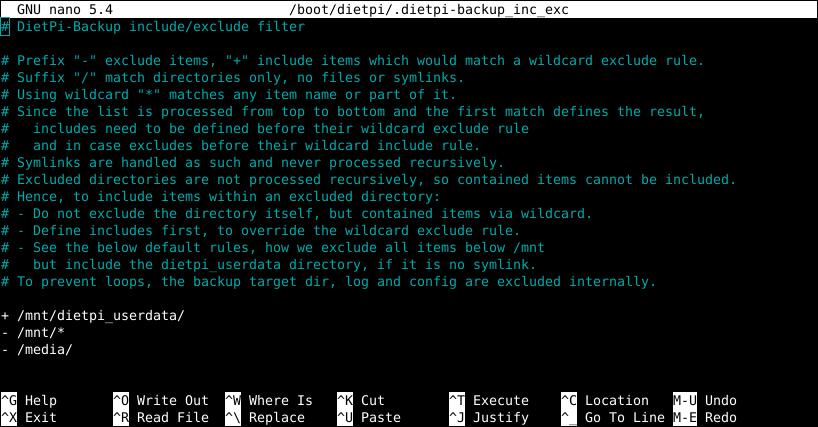 GNU nano 5.4 /boot/dietpi/.dietpi-backup_inc_exc
# DietPi-Backup include/exclude filter
# Prefix "-" exclude items, "+" include items which would match a wildcard exclude rule.
# Suffix "/" match directories only, no files or symlinks.
# Using wildcard "*" matches any item name or part of it.
# Since the list is processed from top to bottom and the first match defines the result,
#   includes need to be defined before their wildcard exclude rule
#   and in case excludes before their wildcard include rule.
# Symlinks are handled as such and never processed recursively.
# Excluded directories are not processed recursively, so contained items cannot be included.
# Hence, to include items within an excluded directory:
# - Do not exclude the directory itself, but contained items via wildcard.
# - Define includes first, to override the wildcard exclude rule.
# - See the below default rules, how we exclude all items below /mnt
#   but include the dietpi_userdata directory, if it is no symlink.
# To prevent loops, the backup target dir, log and config are excluded internally.
+ /mnt/dietpi_userdata/
- /mnt/*
- /media/
^G Help ^O Write Out ^W Where Is ^K Cut ^T Execute ^C Location M-U Undo
^X Exit ^R Read File ^\ Replace ^U Paste ^J Justify ^_ Go To Line M-E Redo